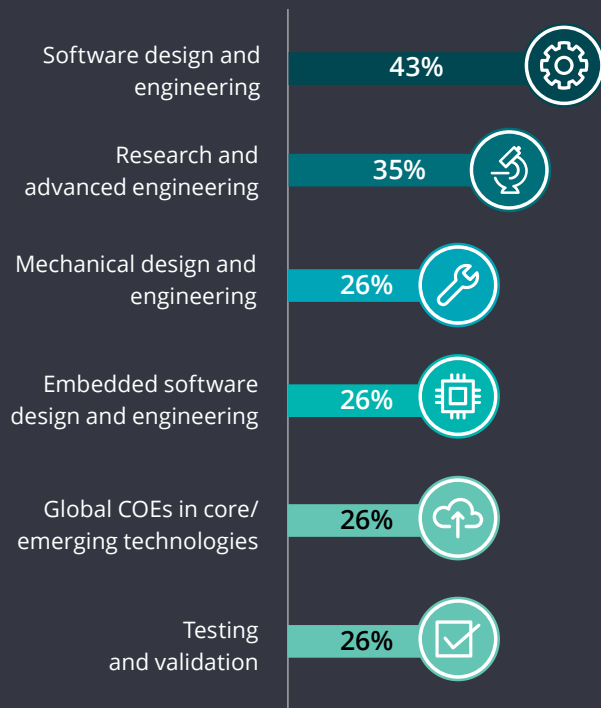 Software design and
engineering
43%
Research and
advanced engineering
35%
Mechanical design and
engineering
26%
Embedded software
design and engineering
26%
Global COEs in core/
emerging technologies
26%
Testing
and validation
26%